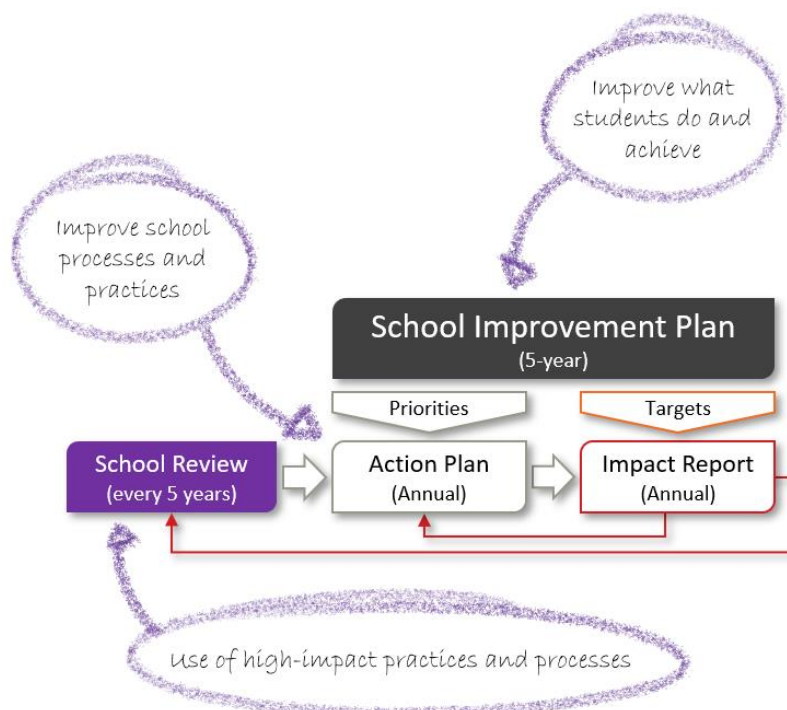 Improve what
students do and
achieve
Improve school
processes and
practices
School Improvement Plan
(5-year)
Priorities
Targets
School Review
(every 5 years)
Action Plan
(Annual)
Impact Report
(Annual)
Use of high-impact practices and processes